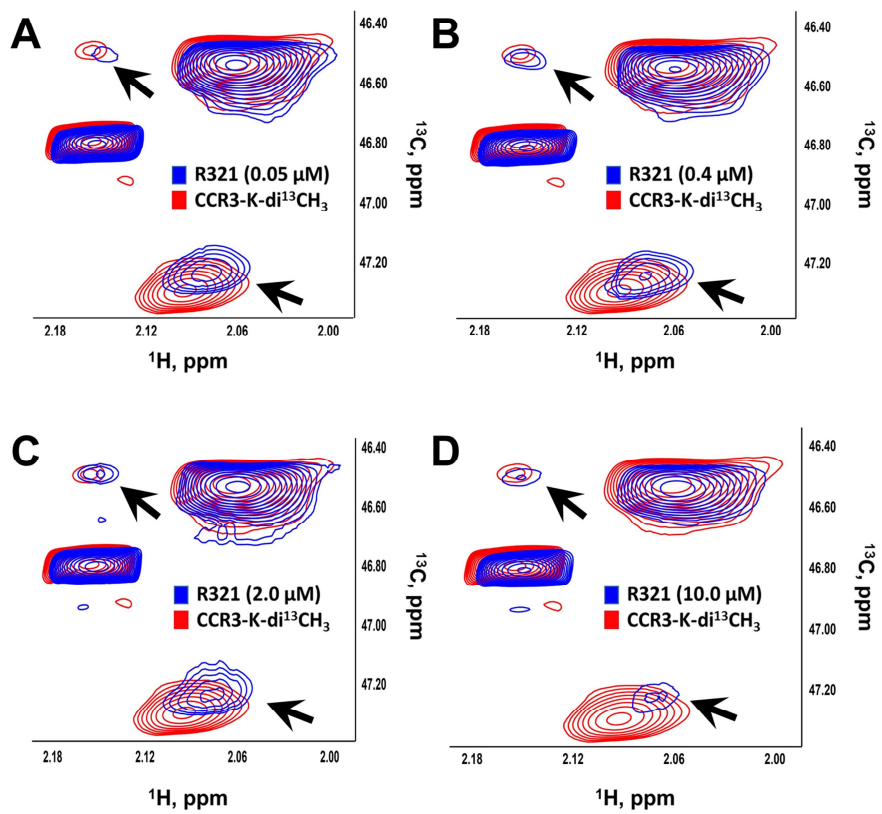 A
46.40
46.60
46.80
47.00
47.20
13C, ppm
R321 (0.05 µM)
CCR3-K-di13CH3
2.18
2.12
2.06
2.00
1H, ppm
B
46.40
46.60
46.80
47.00
47.20
13C, ppm
R321 (0.4 µM)
CCR3-K-di13CH3
2.18
2.12
2.06
2.00
1H, ppm
C
46.40
46.60
46.80
47.00
47.20
13C, ppm
R321 (2.0 µM)
CCR3-K-di13CH3
2.18
2.12
2.06
2.00
1H, ppm
D
46.40
46.60
46.80
47.00
47.20
13C, ppm
R321 (10.0 µM)
CCR3-K-di13CH3
2.18
2.12
2.06
2.00
1H, ppm